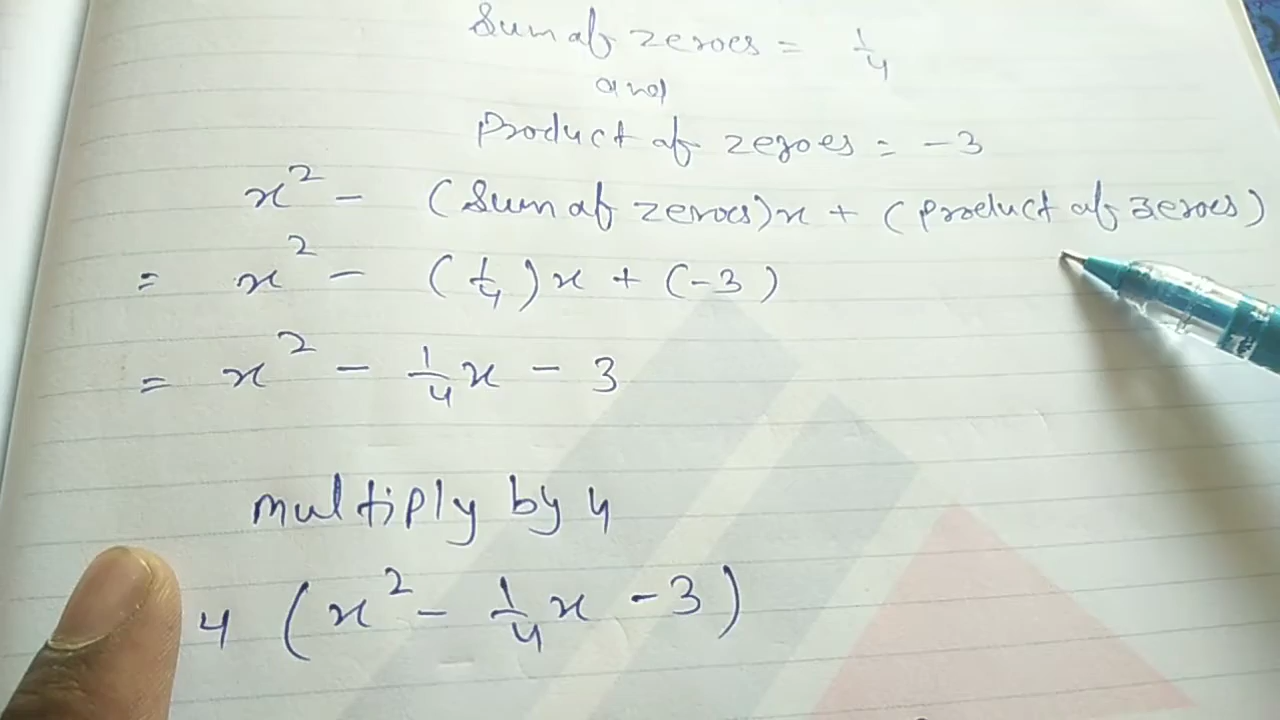 Sum of zeroes = 1/4
and
Product of zeroes = -3
x² - (Sum of zeroes)x + (Product of zeroes)
= x² - (1/4)x + (-3)
= x² - 1/4x - 3
multiply by 4
4 (x² - 1/4x - 3)